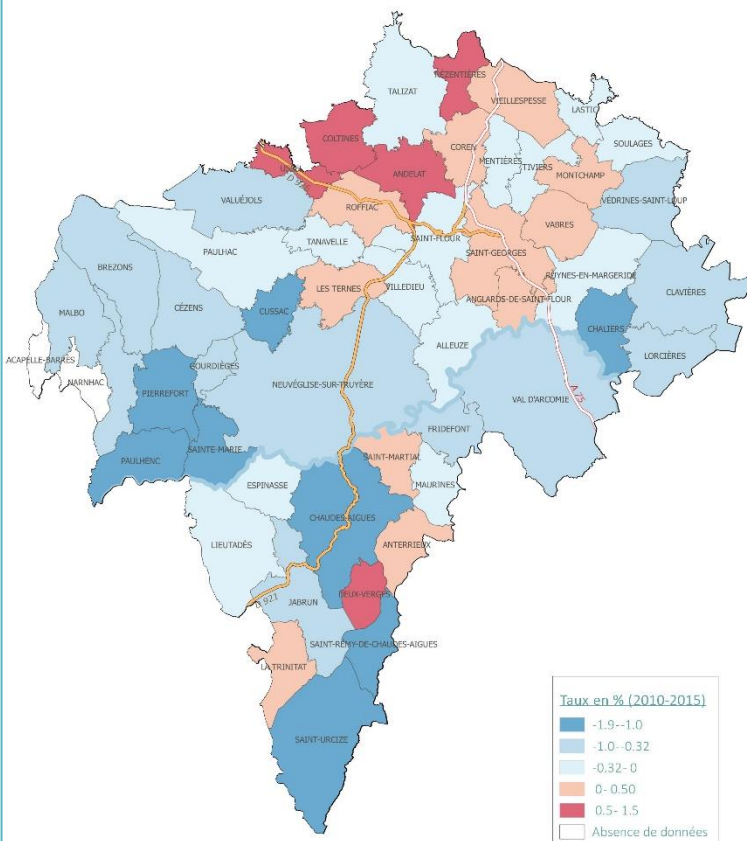 RÉZENTIÈRES
TALIZAT
VIEILLESPESSE
LASTIC
COLTINES
COREN
SOULAGES
MENTIÈRES
TIVIERS
ANDELAT
MONTCHAMP
VALUÉJOLS
ROFFIAC
VÉDRINES-SAINT-LOUP
VABRES
PAULHAC
TANAVELLE
SAINT-FLOUR
SAINT-GEORGES
BREZONS
RUYNES-EN-MARGERIDE
LES TERNES
VILLEDIEU
CLAVIÈRES
MALBO
CÉZENS
CUSSAC
ANGLARDS-DE-SAINT-FLOUR
CHALIERS
ALLEUZE
LORCIÈRES
GOURDIÈGES
NARNHAC
NEUVÉGLISE-SUR-TRUYÈRE
PIERREFORT
A 75
VAL D'ARCOMIE
FRIDEFONT
SAINTE-MARIE
SAINT-MARTIAL
PAULHENC
ESPINASSE
MAURINES
CHAUDES-AIGUES
LIEUTADÈS
ANTERRIEUX
DEUX-VERGES
D 921
JABRUN
SAINT-RÉMY-DE-CHAUDES-AIGUES
LA TRINITAT
SAINT-URCIZE
Taux en % (2010-2015)
-1.9--1.0
-1.0--0.32
-0.32- 0
0- 0.50
0.5- 1.5
Absence de données